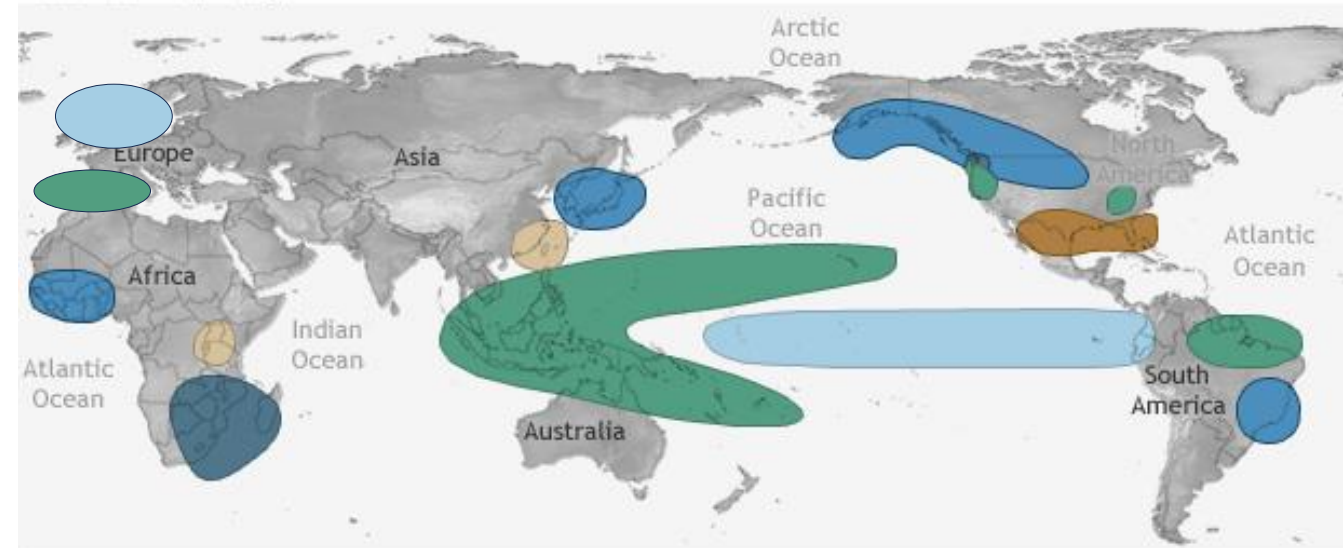 Arctic
Ocean
Europe
Asia
North
America
Pacific
Ocean
Atlantic
Ocean
Africa
Indian
Ocean
Atlantic
Ocean
South
America
Australia